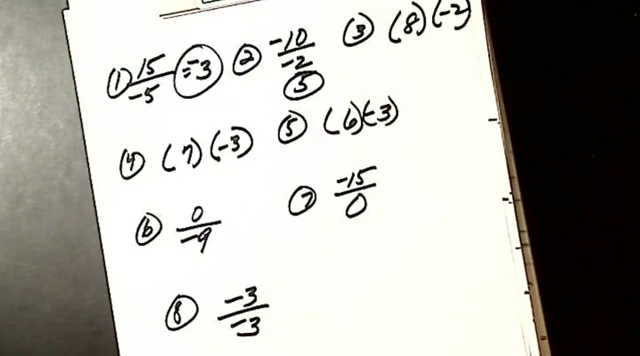 ① 15/-5 = -3 ② -10/-2 ③ (8)(-2)
5
④ (7)(-3) ⑤ (6)(-3)
⑥ 0/-9 ⑦ -15/0
⑧ -3/-3